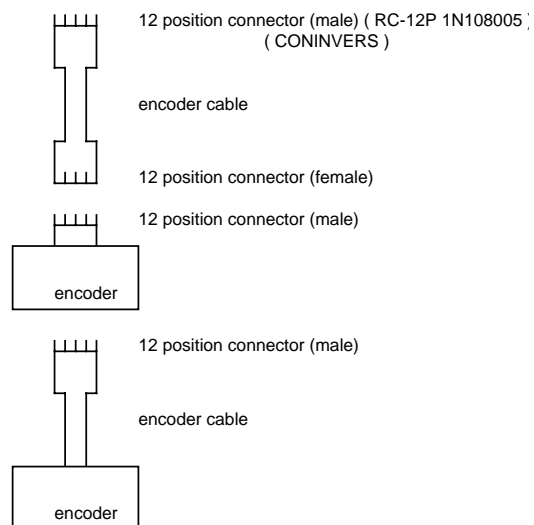 12 position connector (male) ( RC-12P 1N108005 )
( CONINVERS )
encoder cable
12 position connector (female)
12 position connector (male)
encoder
12 position connector (male)
encoder cable
encoder